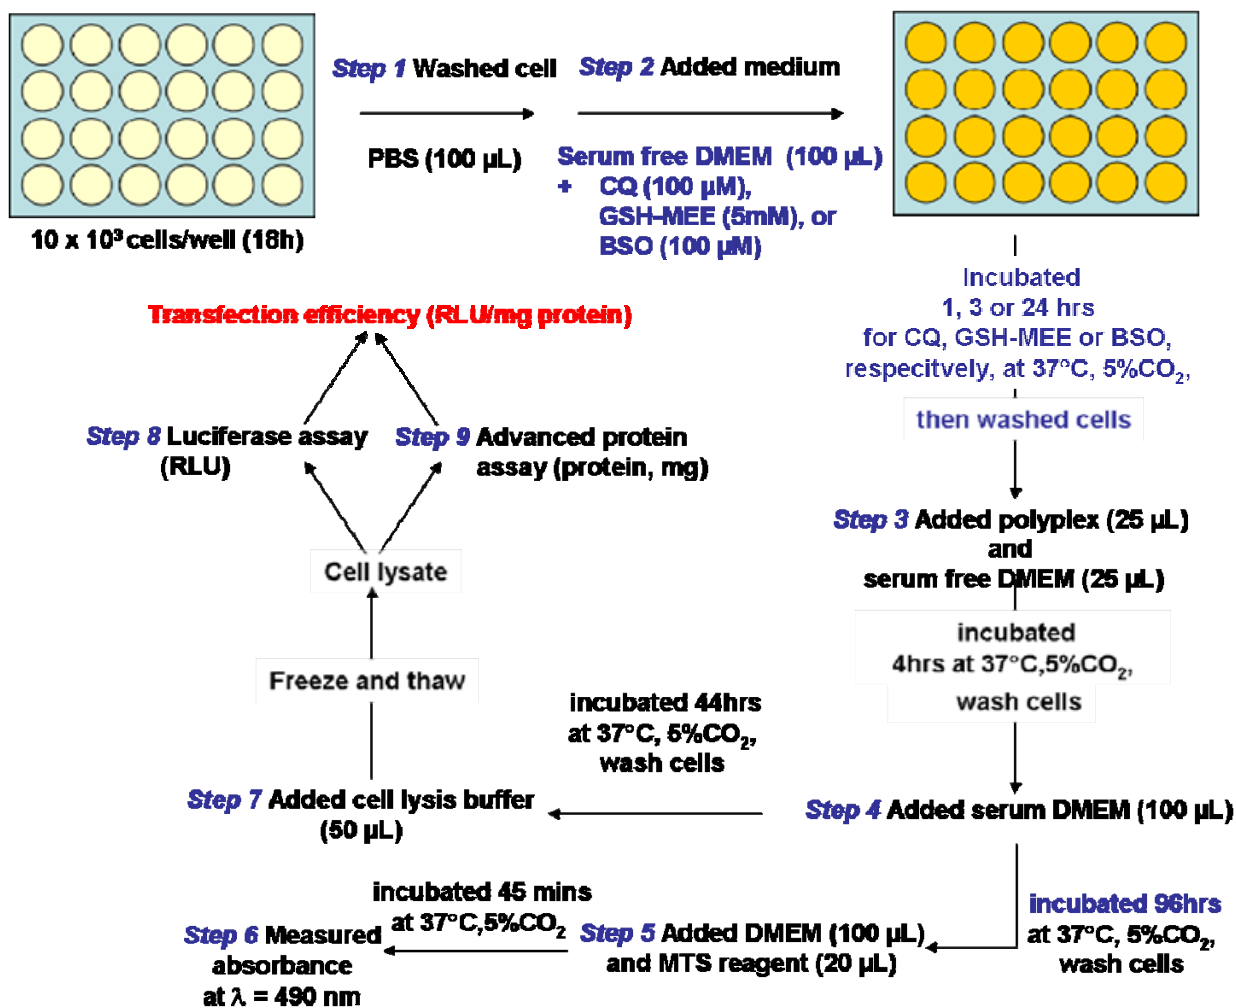 Step 1 Washed cell
PBS (100 µL)
Step 2 Added medium
Serum free DMEM (100 µL)
+ CQ (100 µM),
GSH-MEE (5mM), or
BSO (100 µM)
10 x 10³ cells/well (18h)
Incubated
1, 3 or 24 hrs
for CQ, GSH-MEE or BSO,
respecitvely, at 37°C, 5%CO₂,
then washed cells
Step 3 Added polyplex (25 µL)
and
serum free DMEM (25 µL)
incubated
4hrs at 37°C,5%CO₂,
wash cells
Step 4 Added serum DMEM (100 µL)
incubated 96hrs
at 37°C, 5%CO₂,
wash cells
Step 5 Added DMEM (100 µL)
and MTS reagent (20 µL)
incubated 45 mins
at 37°C,5%CO₂
Step 6 Measured
absorbance
at λ = 490 nm
incubated 44hrs
at 37°C, 5%CO₂,
wash cells
Step 7 Added cell lysis buffer
(50 µL)
Freeze and thaw
Cell lysate
Step 8 Luciferase assay
(RLU)
Step 9 Advanced protein
assay (protein, mg)
Transfection efficiency (RLU/mg protein)